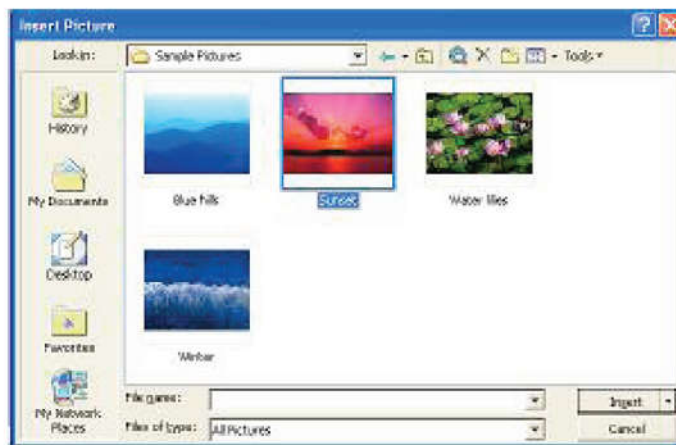 Insert Picture
Look in: Sample Pictures Tools
History
My Documents
Desktop
Favorites
My Network
Places
Blue hills
Sunset
Water lilies
Winter
File name:
Insert
Files of type: All Pictures
Cancel